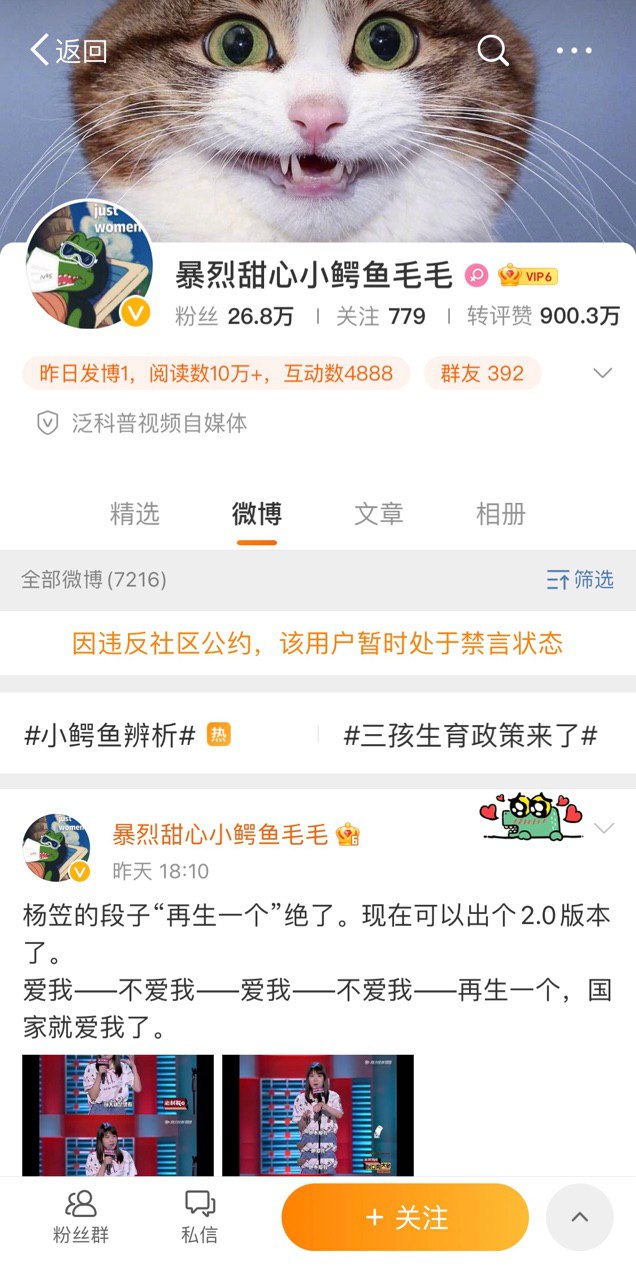 返回
just
women
暴烈甜心小鳄鱼毛毛 VIP6
粉丝 26.8万 关注 779 转评赞 900.3万
昨日发博1，阅读数10万+，互动数4888 群友 392
泛科普视频自媒体
精选 微博 文章 相册
全部微博(7216) 筛选
因违反社区公约，该用户暂时处于禁言状态
#小鳄鱼辨析# 热 #三孩生育政策来了#
just
women
暴烈甜心小鳄鱼毛毛
昨天 18:10
杨笠的段子“再生一个”绝了。现在可以出个2.0版本
了。
爱我——不爱我——爱我——不爱我——再生一个，国
家就爱我了。
粉丝群 私信 + 关注